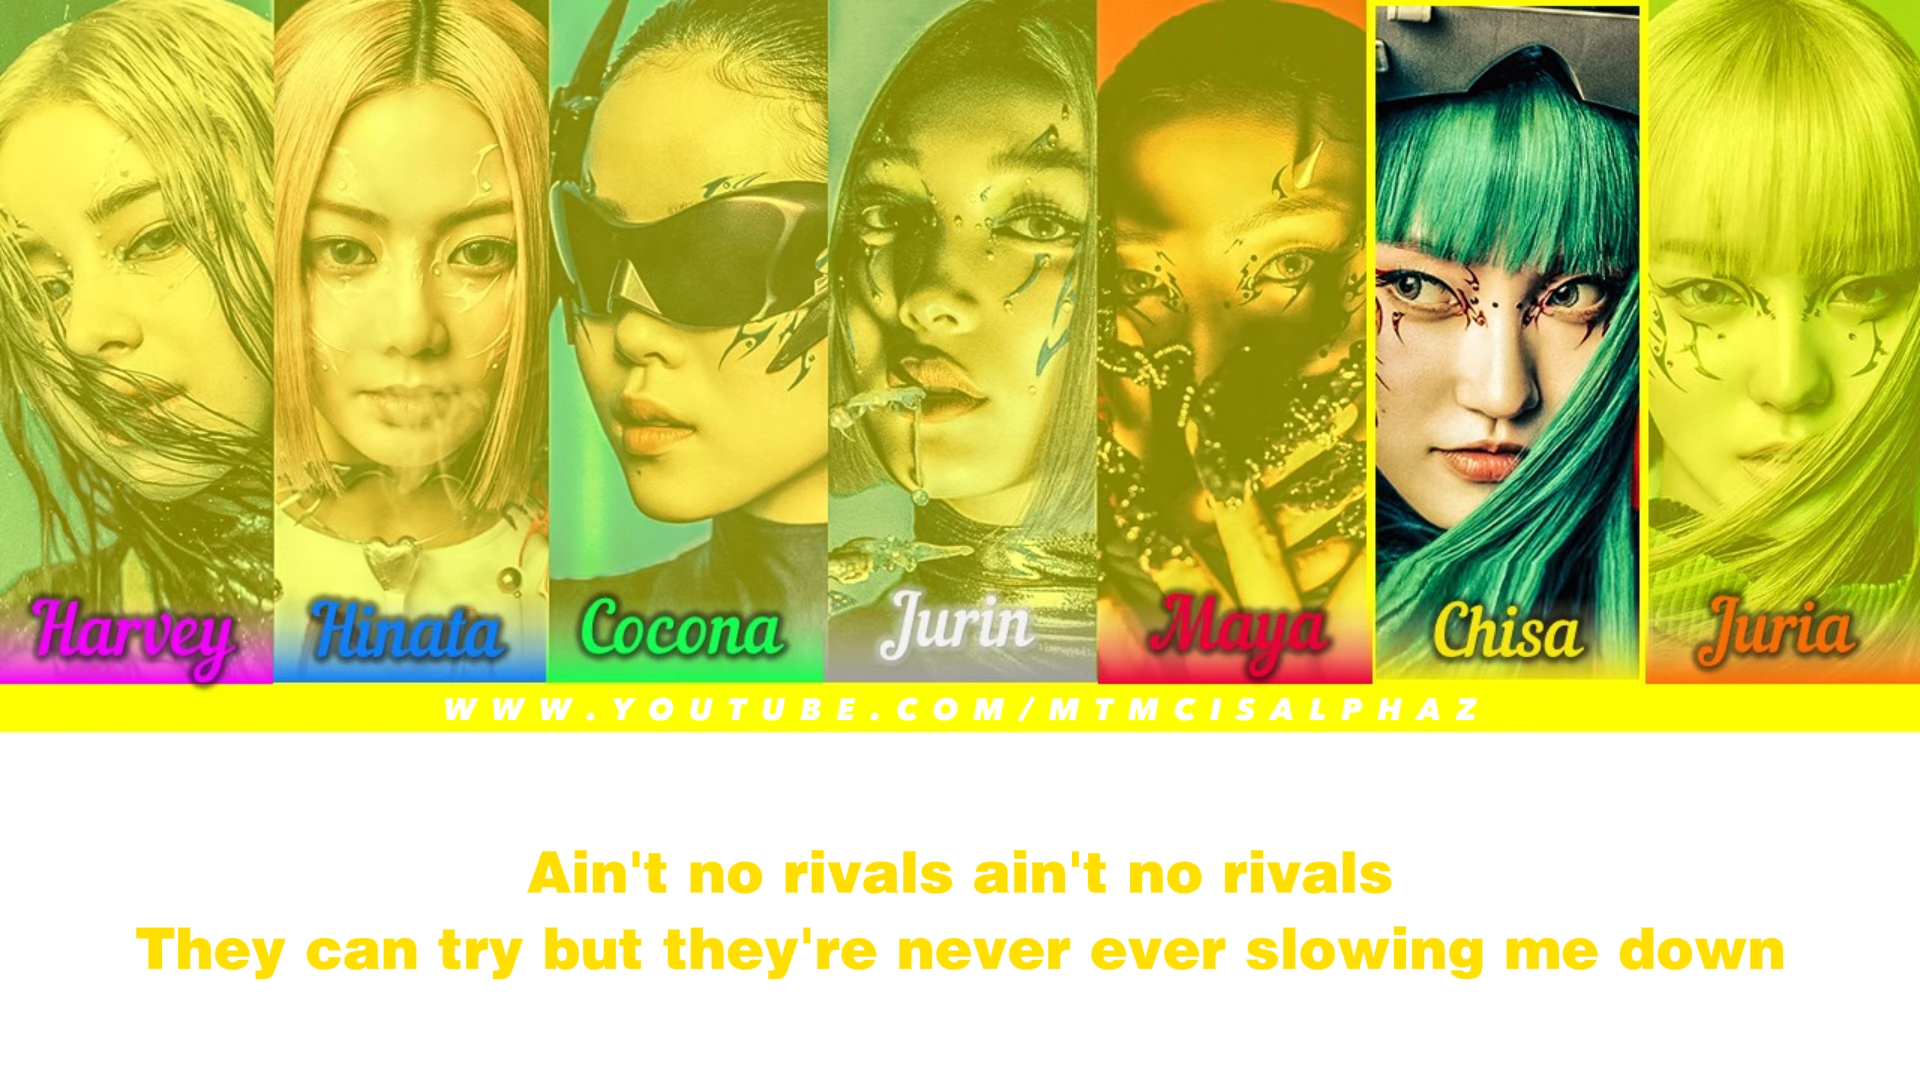 Harvey Hinata Cocona Jurin Maya Chisa Juria
WWW.YOUTUBE.COM/MTMCISALPHAZ
Ain't no rivals ain't no rivals
They can try but they're never ever slowing me down